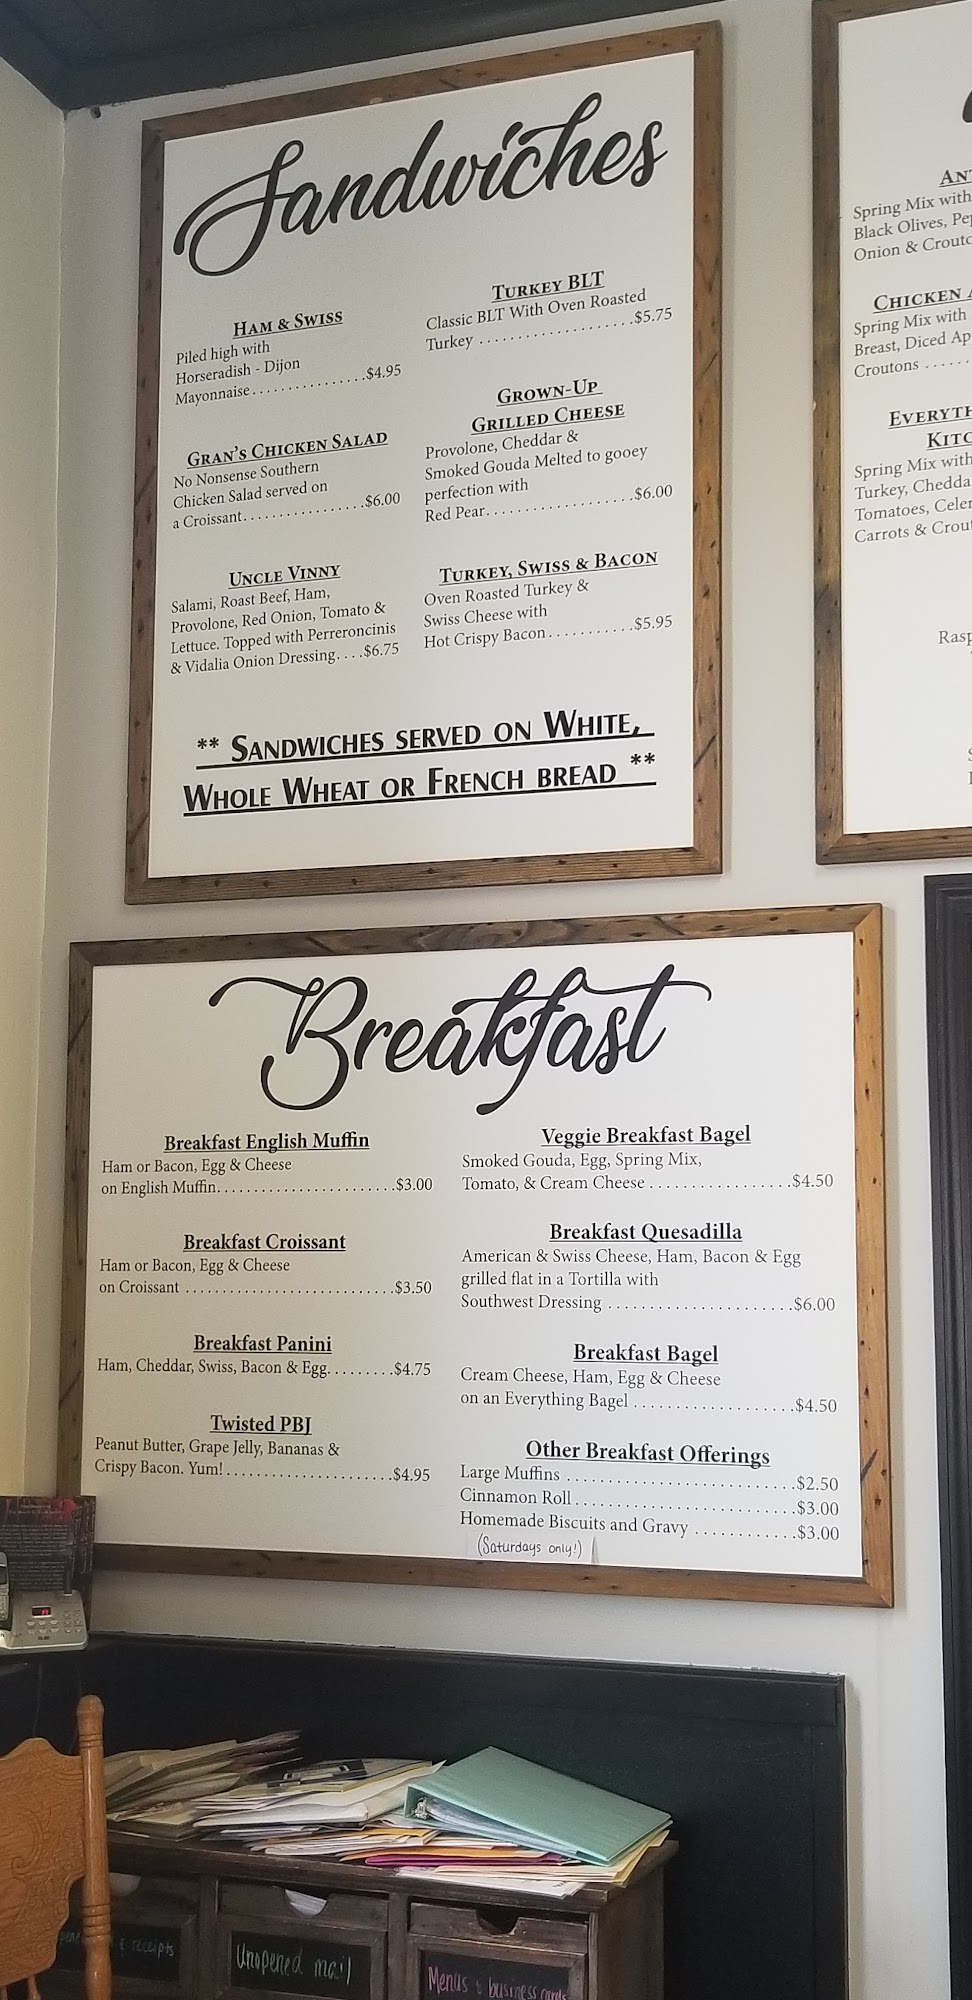 Sandwiches
HAM & SWISS
Piled high with
Horseradish - Dijon
Mayonnaise...............$4.95
GRAN'S CHICKEN SALAD
No Nonsense Southern
Chicken Salad served on
a Croissant.................$6.00
UNCLE VINNY
Salami, Roast Beef, Ham,
Provolone, Red Onion, Tomato &
Lettuce. Topped with Perreroncinis
& Vidalia Onion Dressing....$6.75
TURKEY BLT
Classic BLT With Oven Roasted
Turkey ......................$5.75
GROWN-UP
GRILLED CHEESE
Provolone, Cheddar &
Smoked Gouda Melted to gooey
perfection with
Red Pear.....................$6.00
TURKEY, SWISS & BACON
Oven Roasted Turkey &
Swiss Cheese with
Hot Crispy Bacon............$5.95
** SANDWICHES SERVED ON WHITE,
WHOLE WHEAT OR FRENCH BREAD **
Spring Mix with
Black Olives,
Onion &
CHICKEN
Spring Mix with
Breast, Diced
Croutons ......
Spring Mix with
Turkey,
Tomatoes,
Carrots &
Breakfast
Breakfast English Muffin
Ham or Bacon, Egg & Cheese
on English Muffin.........................$3.00
Breakfast Croissant
Ham or Bacon, Egg & Cheese
on Croissant ..............................$3.50
Breakfast Panini
Ham, Cheddar, Swiss, Bacon & Egg.........$4.75
Twisted PBJ
Peanut Butter, Grape Jelly, Bananas &
Crispy Bacon. Yum!........................$4.95
Veggie Breakfast Bagel
Smoked Gouda, Egg, Spring Mix,
Tomato, & Cream Cheese .................$4.50
Breakfast Quesadilla
American & Swiss Cheese, Ham, Bacon & Egg
grilled flat in a Tortilla with
Southwest Dressing ......................$6.00
Breakfast Bagel
Cream Cheese, Ham, Egg & Cheese
on an Everything Bagel ...................$4.50
Other Breakfast Offerings
Large Muffins ............................$2.50
Cinnamon Roll...........................$3.00
Homemade Biscuits and Gravy ............$3.00
(Saturdays only!)
receipts
Unopened mail
Menus & business cards